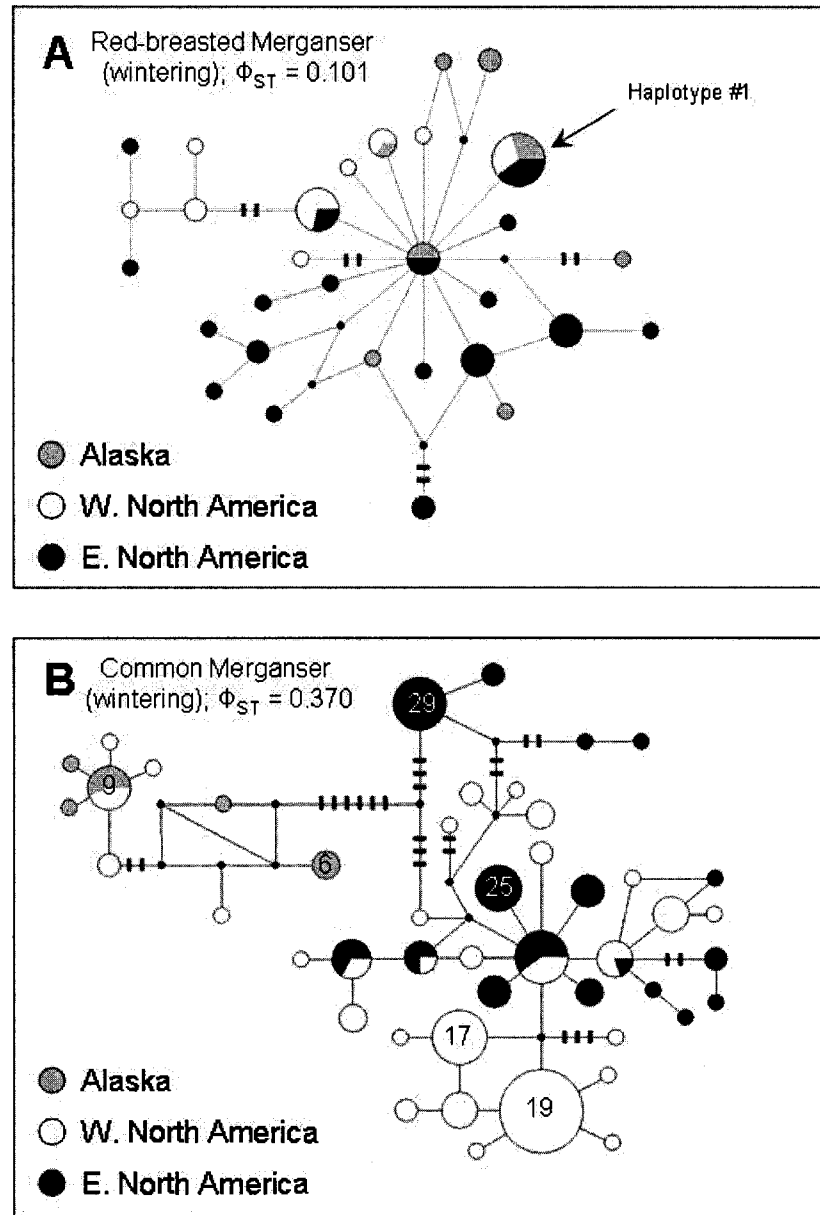 A Red-breasted Merganser
(wintering); ΦST = 0.101
Haplotype #1
Alaska
W. North America
E. North America
B Common Merganser
(wintering); ΦST = 0.370
29
9
6
25
17
19
Alaska
W. North America
E. North America